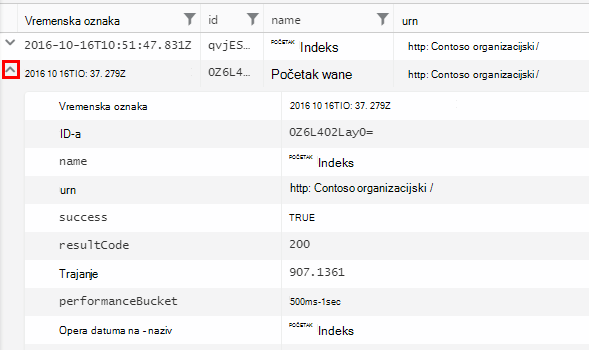 Vremenska oznaka id name urn
2016-10-16T10:51:47.831Z qvjES... POČETAK Indeks http: Contoso organizacijski /
2016 10 16TIO: 37. 279Z 0Z6L4... Početak wane http: Contoso organizacijski /
Vremenska oznaka 2016 10 16TIO: 37. 279Z
ID-a 0Z6L4O2LayO=
name POČETAK Indeks
urn http: Contoso organizacijski /
success TRUE
resultCode 200
Trajanje 907.1361
performanceBucket 500ms-1sec
Opera datuma na - naziv POČETAK Indeks